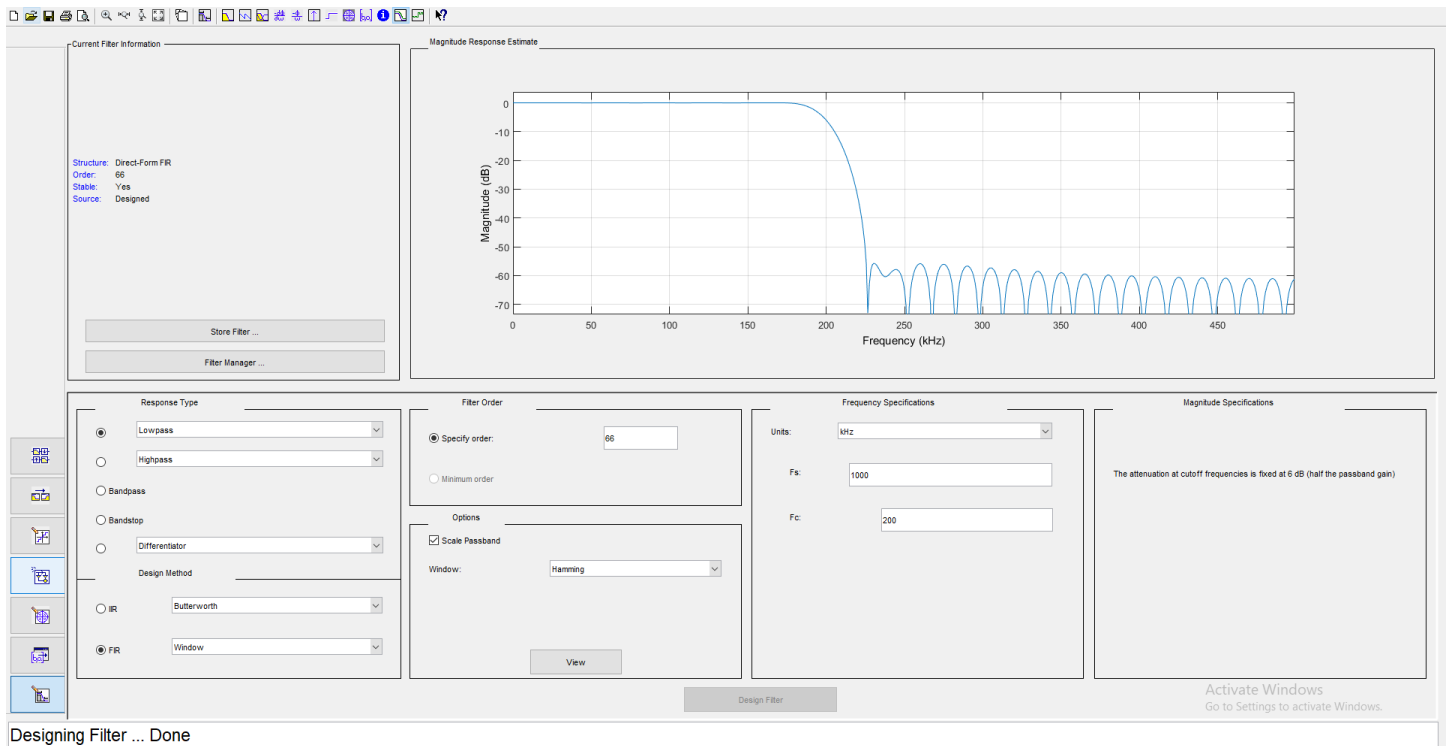 Current Filter Information
Structure: Direct-Form FIR
Order: 66
Stable: Yes
Source: Designed
Store Filter ...
Filter Manager ...
Magnitude Response Estimate
Magnitude (dB)
0
-10
-20
-30
-40
-50
-60
-70
0 50 100 150 200 250 300 350 400 450
Frequency (kHz)
Response Type
Lowpass
Highpass
Bandpass
Bandstop
Differentiator
Design Method
IIR Butterworth
FIR Window
Filter Order
Specify order: 66
Minimum order
Options
Scale Passband
Window: Hamming
View
Frequency Specifications
Units: kHz
Fs: 1000
Fc: 200
Magnitude Specifications
The attenuation at cutoff frequencies is fixed at 6 dB (half the passband gain)
Design Filter
Activate Windows
Go to Settings to activate Windows.
Designing Filter ... Done